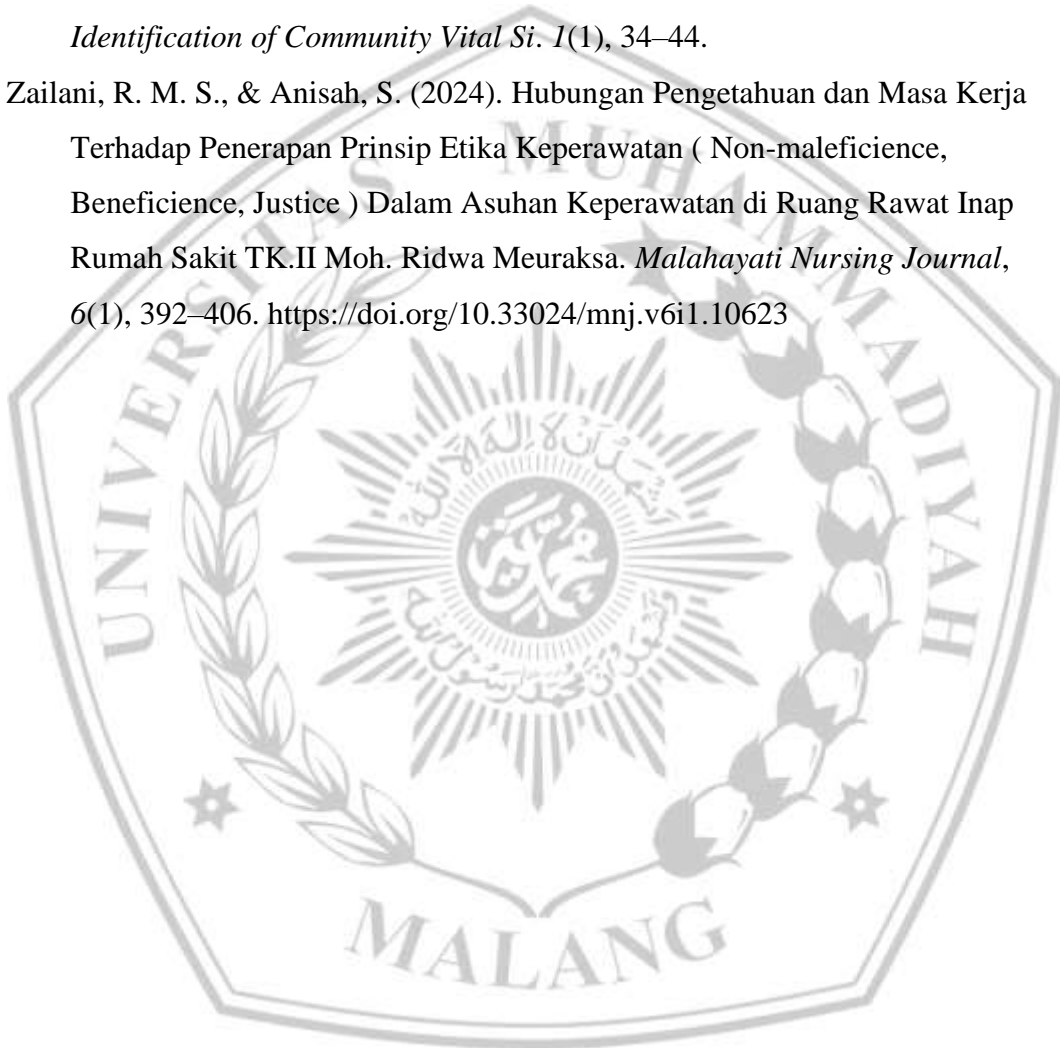 Identification of Community Vital Si. 1(1), 34–44.
Zailani, R. M. S., & Anisah, S. (2024). Hubungan Pengetahuan dan Masa Kerja
Terhadap Penerapan Prinsip Etika Keperawatan ( Non-maleficience,
Beneficience, Justice ) Dalam Asuhan Keperawatan di Ruang Rawat Inap
Rumah Sakit TK.II Moh. Ridwa Meuraksa. Malahayati Nursing Journal,
6(1), 392–406. https://doi.org/10.33024/mnj.v6i1.10623
UNIVERSITAS MUHAMMADIYAH
MALANG